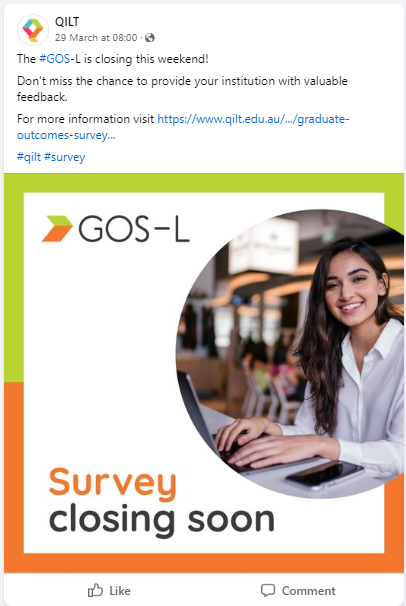 QILT
29 March at 08:00 ·
The #GOS-L is closing this weekend!
Don't miss the chance to provide your institution with valuable
feedback.
For more information visit https://www.qilt.edu.au/.../graduate-
outcomes-survey...
#qilt #survey
GOS-L
Survey
closing soon
Like
Comment